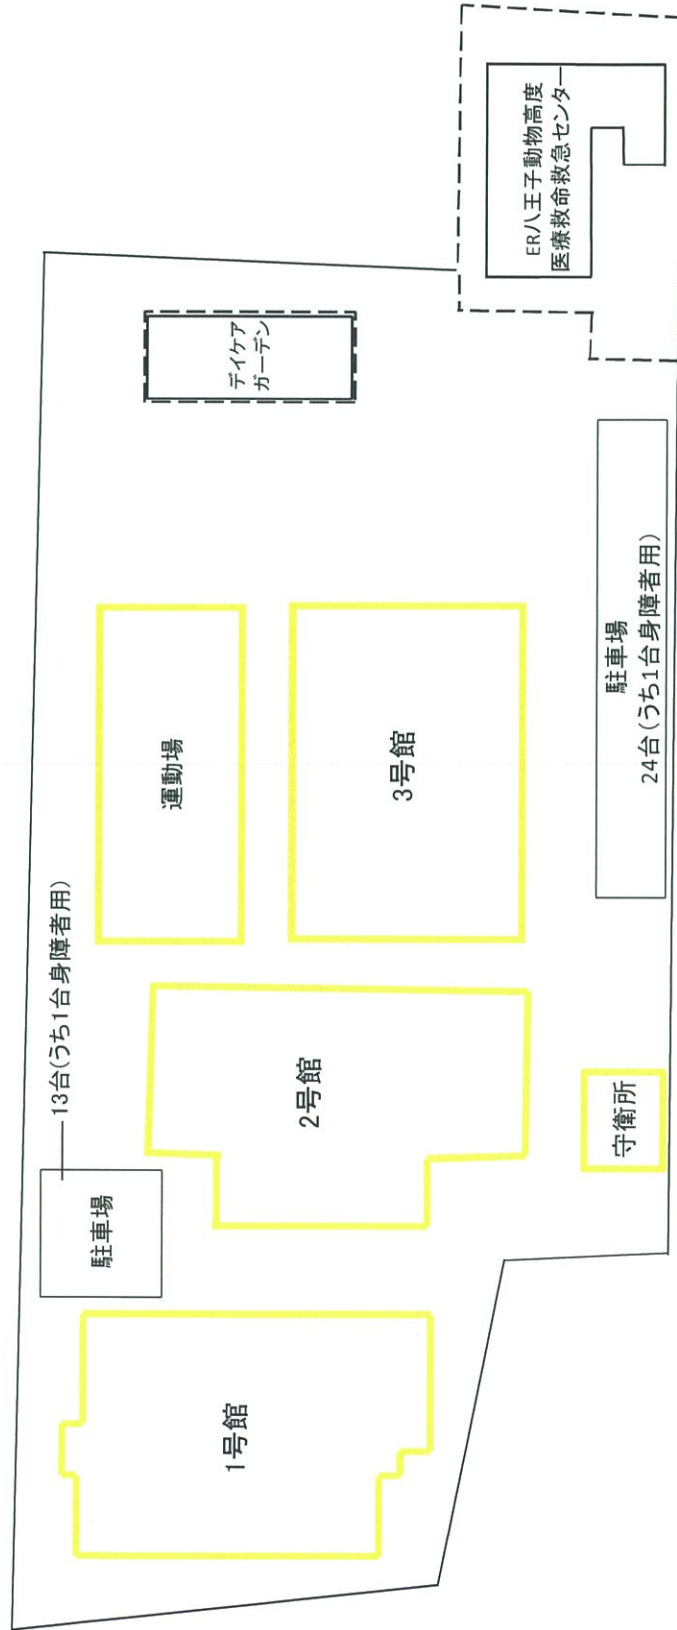 1号館
駐車場
13台(うち1台身障者用)
2号館
守衛所
運動場
3号館
駐車場
24台(うち1台身障者用)
デイケア
ガーデン
ER八王子動物高度
医療救命救急センター